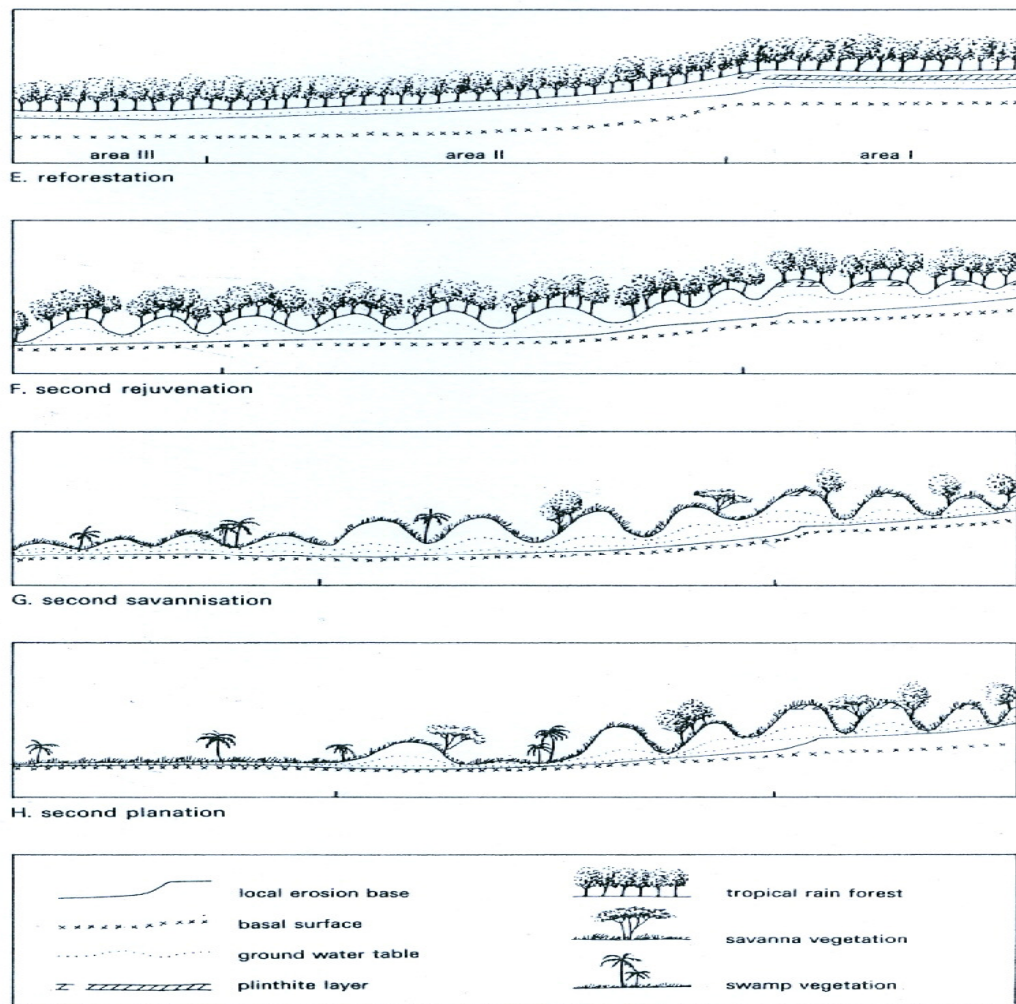 area III
area II
area I
E. reforestation
F. second rejuvenation
G. second savannisation
H. second planation
local erosion base
tropical rain forest
basal surface
savanna vegetation
ground water table
plinthite layer
swamp vegetation